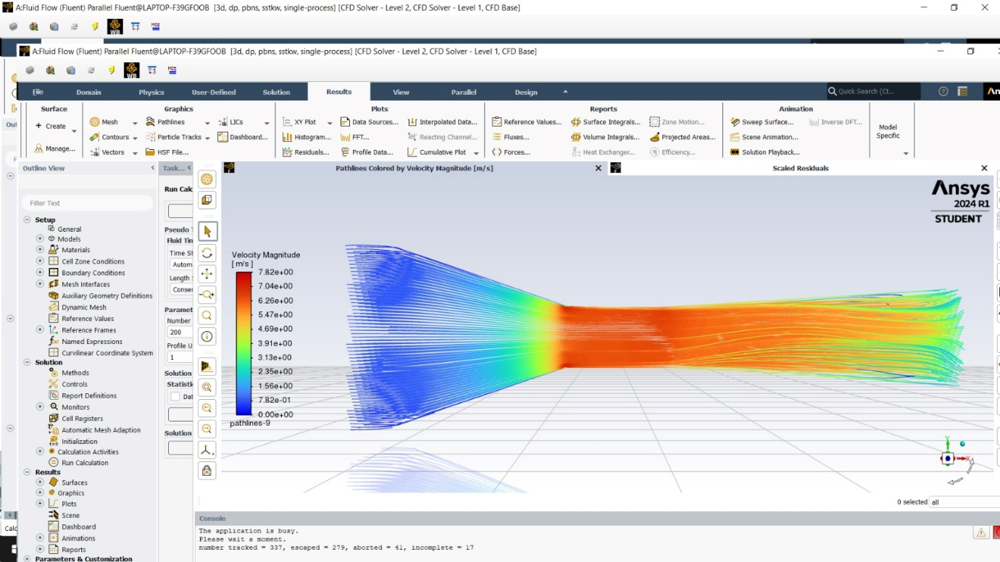 A:Fluid Flow (Fluent) Parallel Fluent@LAPTOP-F39GFOOB [3d, dp, pbns, sstkw, single-process] [CFD Solver - Level 2, CFD Solver - Level 1, CFD Base]
WB
A:Fluid Flow (Fluent) Parallel Fluent@LAPTOP-F39GFOOB [3d, dp, pbns, sstkw, single-process] [CFD Solver - Level 2, CFD Solver - Level 1, CFD Base]
WB
File Domain Physics User-Defined Solution Results View Parallel Design Quick Search (Ct... An
Surface Graphics Plots Reports Animation
+ Create Mesh Pathlines LICs XY Plot Data Sources... Interpolated Data... Reference Values... Surface Integrals... Zone Motion... Sweep Surface... Inverse DFT... Model Specific
Contours Particle Tracks Dashboard... Histogram... FFT... Reacting Channel... Fluxes... Volume Integrals... Projected Areas... Scene Animation...
Manage... Vectors HSF File... Residuals... Profile Data... Cumulative Plot Forces... Heat Exchanger... Efficiency... Solution Playback...
Out
Outline View
Filter Text
Setup
General
Models
Materials
Cell Zone Conditions
Boundary Conditions
Mesh Interfaces
Auxiliary Geometry Definitions
Dynamic Mesh
Reference Values
Reference Frames
Named Expressions
Curvilinear Coordinate System
Solution
Methods
Controls
Report Definitions
Monitors
Cell Registers
Automatic Mesh Adaption
Initialization
Calculation Activities
Run Calculation
Results
Surfaces
Graphics
Plots
Scene
Dashboard
Animations
Reports
Parameters & Customization
Calc
Task...
Run Calc
Pseudo T
Fluid Tim
Time St
Autom
Length S
Conser
Paramet
Number
200
Profile U
1
Solution
Statistic
Dat
Solution
Pathlines Colored by Velocity Magnitude [m/s]
Scaled Residuals
Ansys
2024 R1
STUDENT
Velocity Magnitude
[ m/s ]
7.82e+00
7.04e+00
6.26e+00
5.47e+00
4.69e+00
3.91e+00
3.13e+00
2.35e+00
1.56e+00
7.82e-01
0.00e+00
pathlines-9
Y
X
0 selected all
Console
The application is busy.
Please wait a moment.
number tracked = 337, escaped = 279, aborted = 41, incomplete = 17